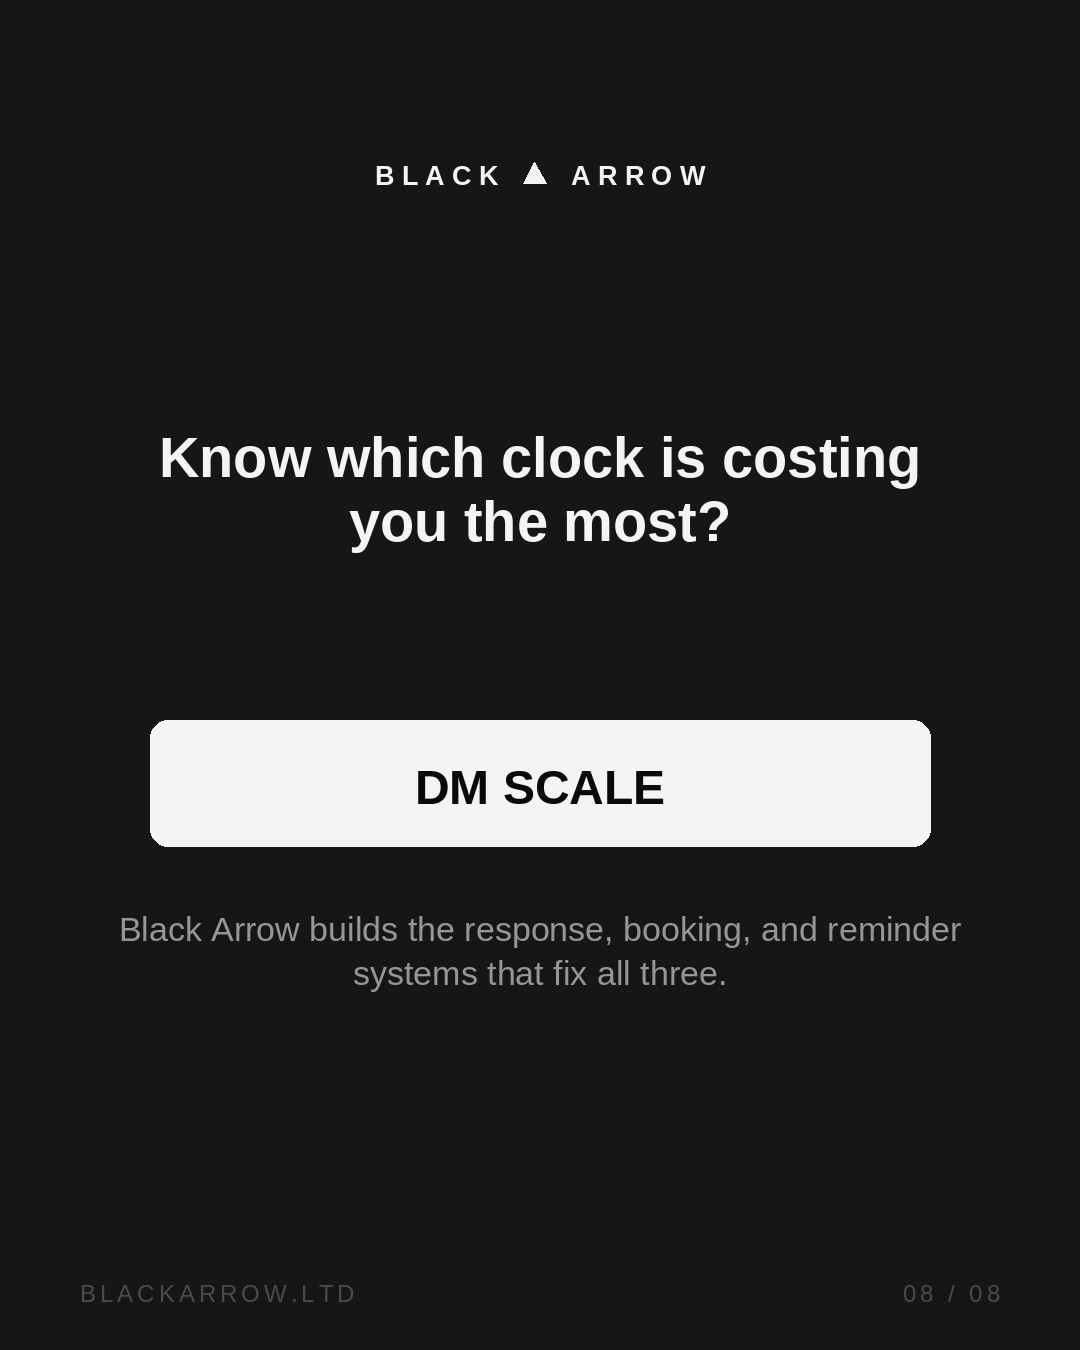 BLACK ▲ ARROW
Know which clock is costing
you the most?
DM SCALE
Black Arrow builds the response, booking, and reminder
systems that fix all three.
BLACKARROW.LTD
08 / 08